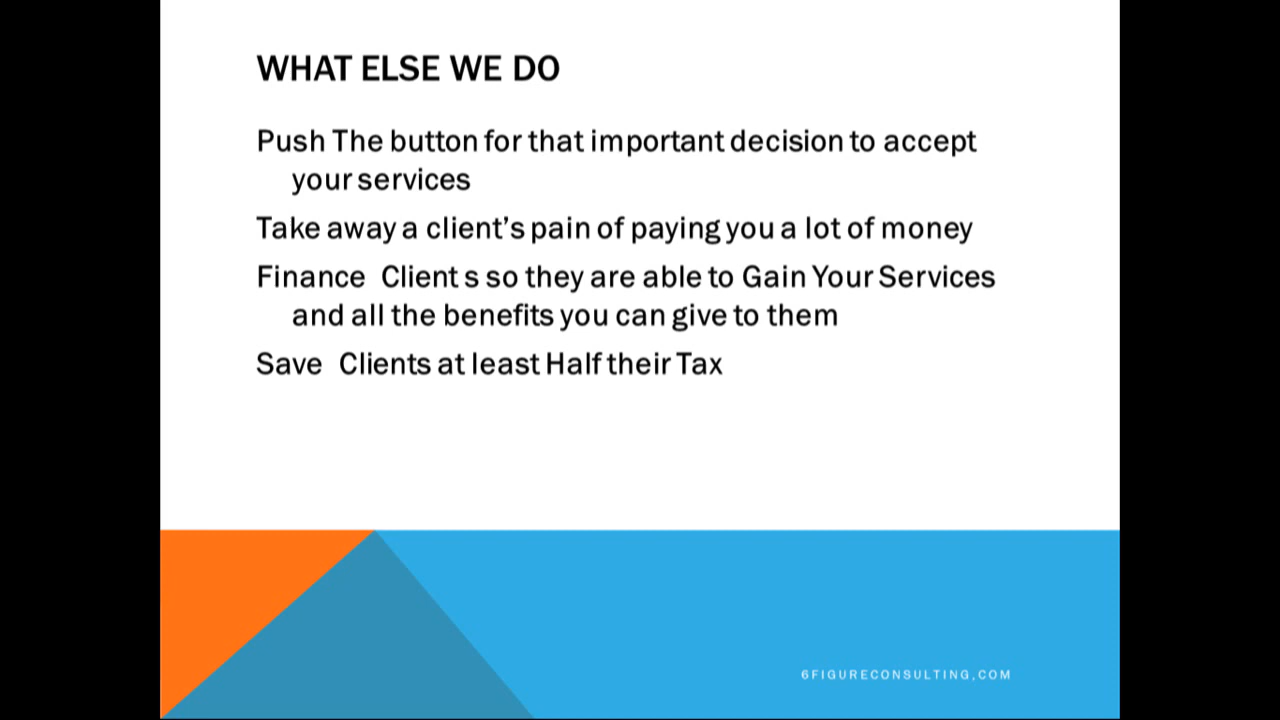 WHAT ELSE WE DO
Push The button for that important decision to accept
your services
Take away a client’s pain of paying you a lot of money
Finance  Client s so they are able to Gain Your Services
and all the benefits you can give to them
Save  Clients at least Half their Tax
6FIGURECONSULTING,COM